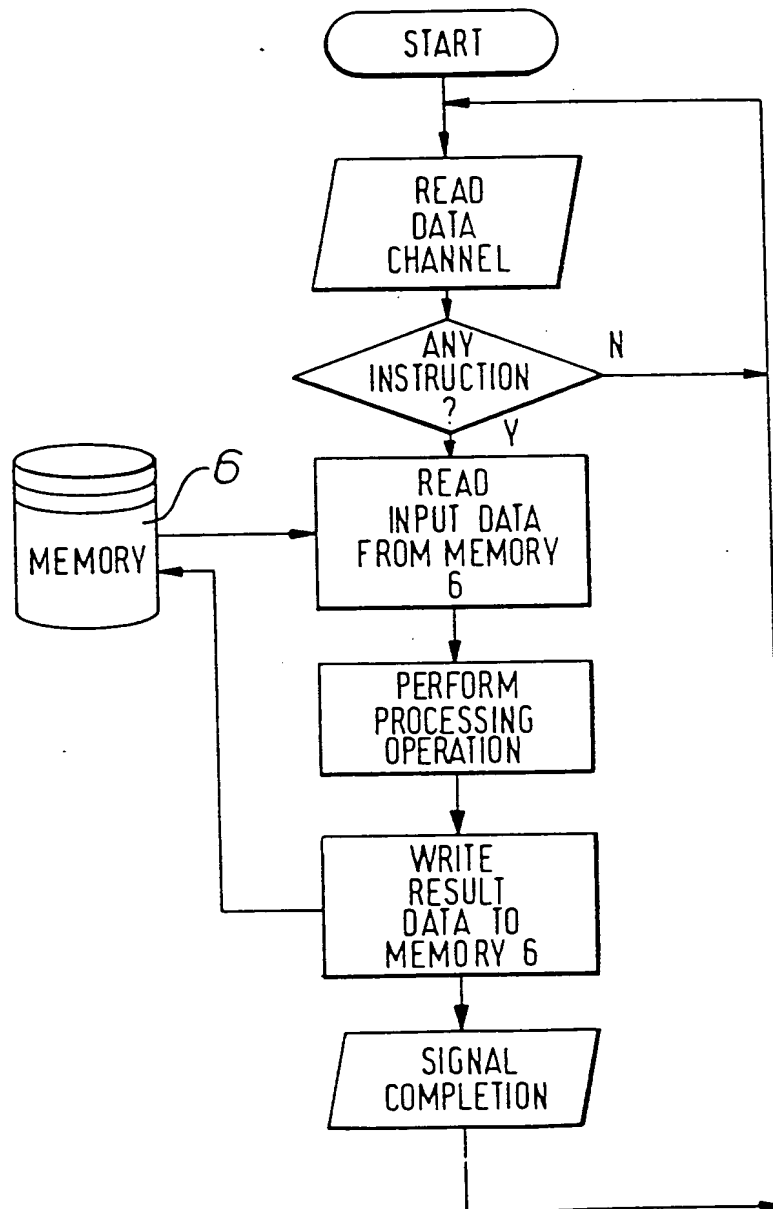 START
READ
DATA
CHANNEL
ANY
INSTRUCTION
?
N
Y
6
MEMORY
READ
INPUT DATA
FROM MEMORY
6
PERFORM
PROCESSING
OPERATION
WRITE
RESULT
DATA TO
MEMORY 6
SIGNAL
COMPLETION